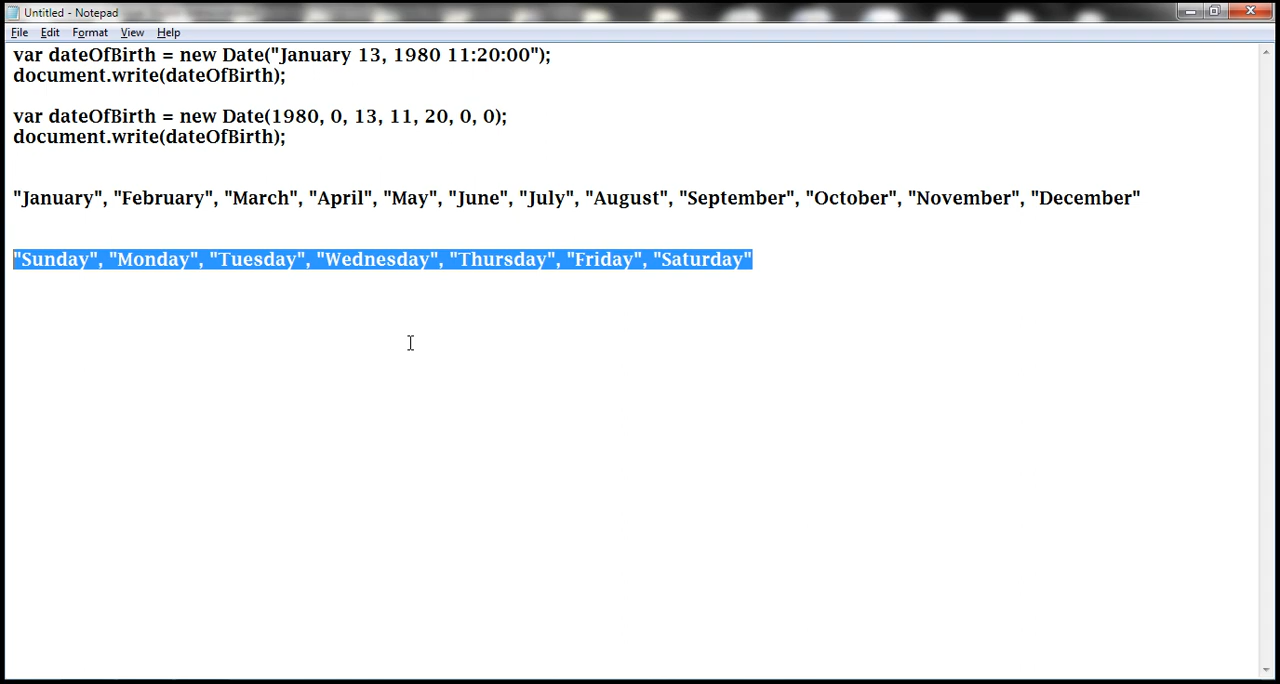 Untitled - Notepad
File Edit Format View Help
var dateOfBirth = new Date("January 13, 1980 11:20:00");
document.write(dateOfBirth);
var dateOfBirth = new Date(1980, 0, 13, 11, 20, 0, 0);
document.write(dateOfBirth);
"January", "February", "March", "April", "May", "June", "July", "August", "September", "October", "November", "December"
"Sunday", "Monday", "Tuesday", "Wednesday", "Thursday", "Friday", "Saturday"